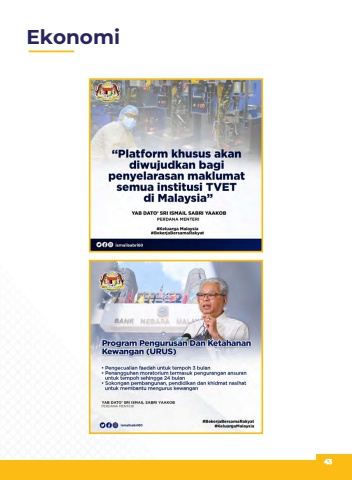 Ekonomi
“Platform khusus akan
diwujudkan bagi
penyelarasan maklumat
semua institusi TVET
di Malaysia”
YAB DATO' SRI ISMAIL SABRI YAAKOB
PERDANA MENTERI
#Keluarga Malaysia
#BekerjaBersamaRakyat
ismailsabri60
BANK NEGARA MALAY
Program Pengurusan Dan Ketahanan
Kewangan (URUS)
• Pengecualian faedah untuk tempoh 3 bulan
• Penangguhan moratorium termasuk pengurangan ansuran
untuk tempoh sehingga 24 bulan
• Sokongan pembangunan, pendidikan dan khidmat nasihat
untuk membantu mengurus kewangan
YAB DATO' SRI ISMAIL SABRI YAAKOB
PERDANA MENTERI
#BekerjaBersamaRakyat
#KeluargaMalaysia
ismailsabri60
43